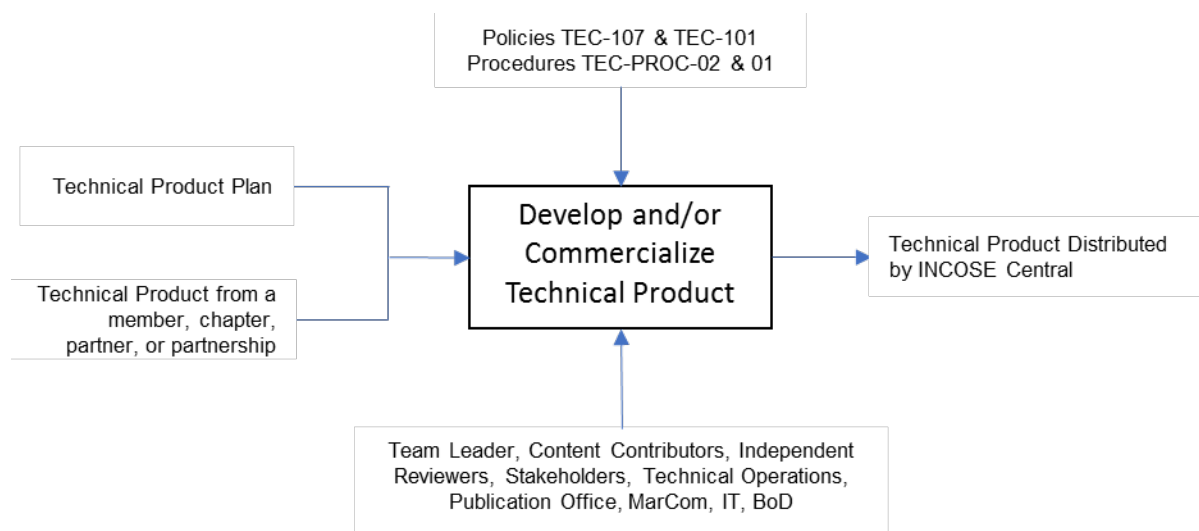 Policies TEC-107 & TEC-101
Procedures TEC-PROC-02 & 01
Technical Product Plan
Technical Product from a
member, chapter,
partner, or partnership
Develop and/or
Commercialize
Technical Product
Technical Product Distributed
by INCOSE Central
Team Leader, Content Contributors, Independent
Reviewers, Stakeholders, Technical Operations,
Publication Office, MarCom, IT, BoD